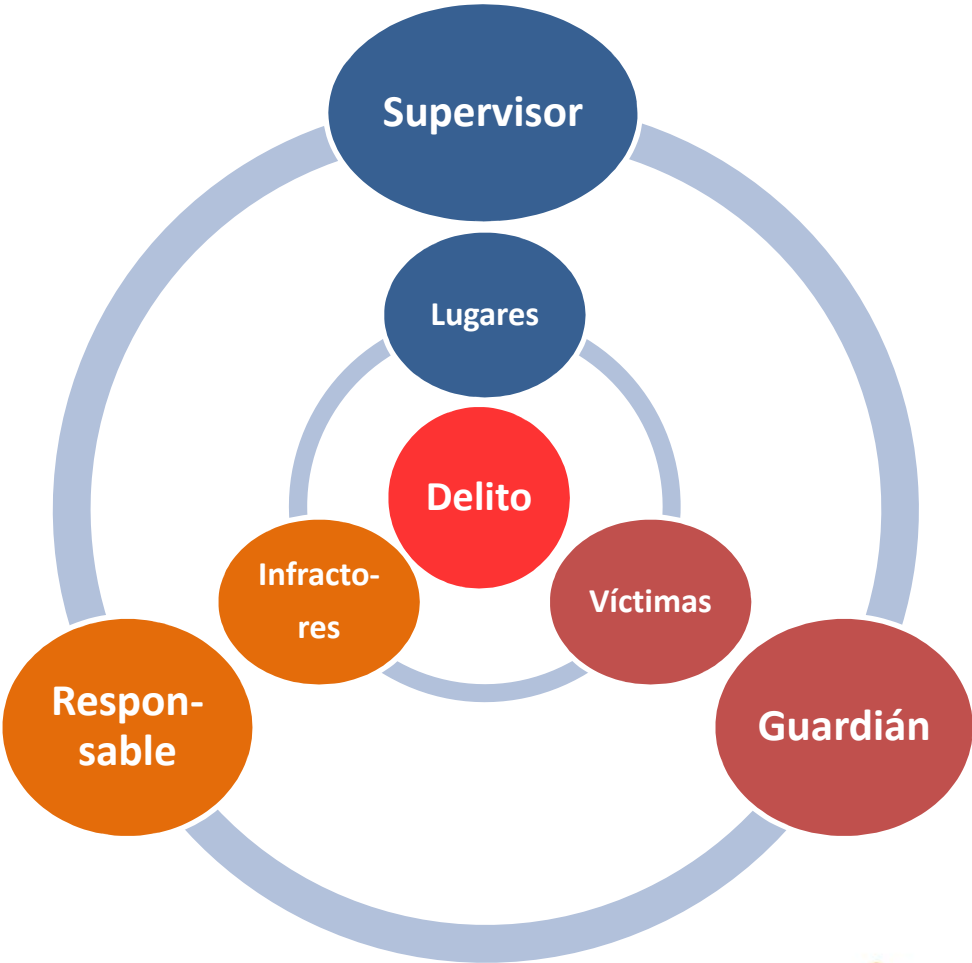 Supervisor
Lugares
Delito
Infracto-
res
Víctimas
Respon-
sable
Guardián